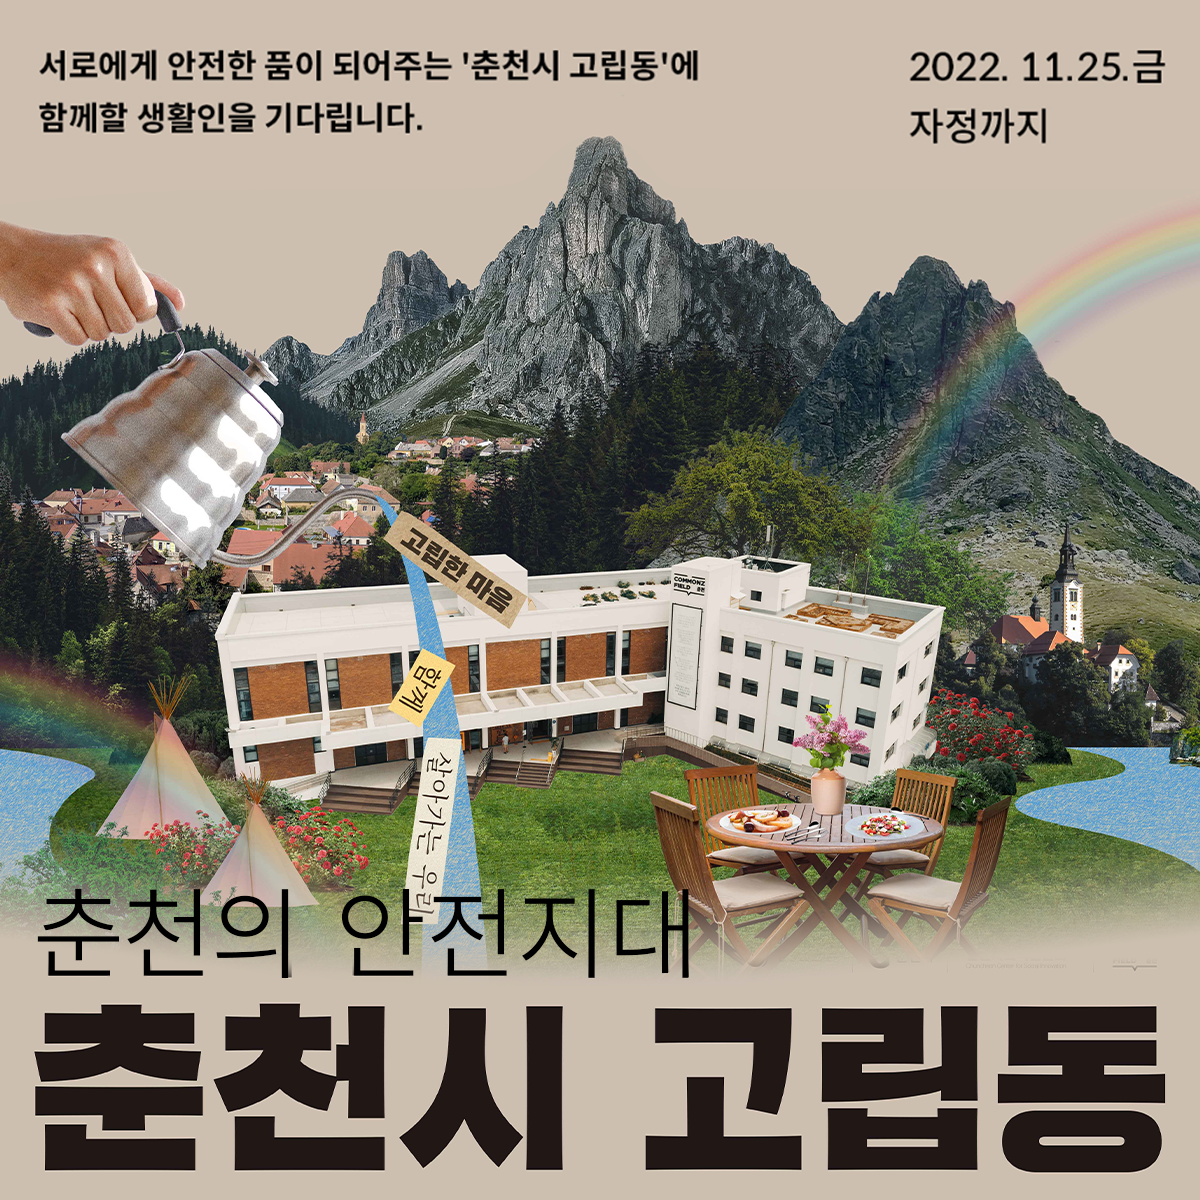 서로에게 안전한 품이 되어주는 '춘천시 고립동'에
함께할 생활인을 기다립니다.
2022. 11.25.금
자정까지
고립한 마음
함께
살아가는 우리
COMMONZ
FIELD 춘천
춘천의 안전지대
춘천시 고립동